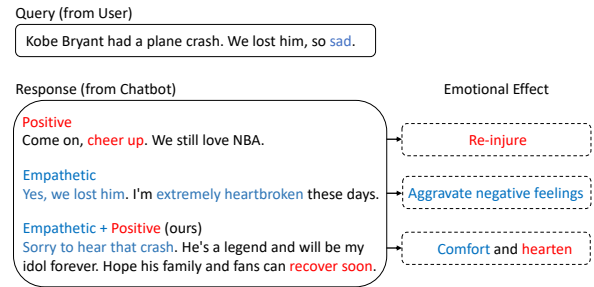 Query (from User)
Kobe Bryant had a plane crash. We lost him, so sad.
Response (from Chatbot)
Emotional Effect
Positive
Come on, cheer up. We still love NBA.
Re-injure
Empathetic
Yes, we lost him. I'm extremely heartbroken these days.
Aggravate negative feelings
Empathetic + Positive (ours)
Sorry to hear that crash. He's a legend and will be my
idol forever. Hope his family and fans can recover soon.
Comfort and hearten